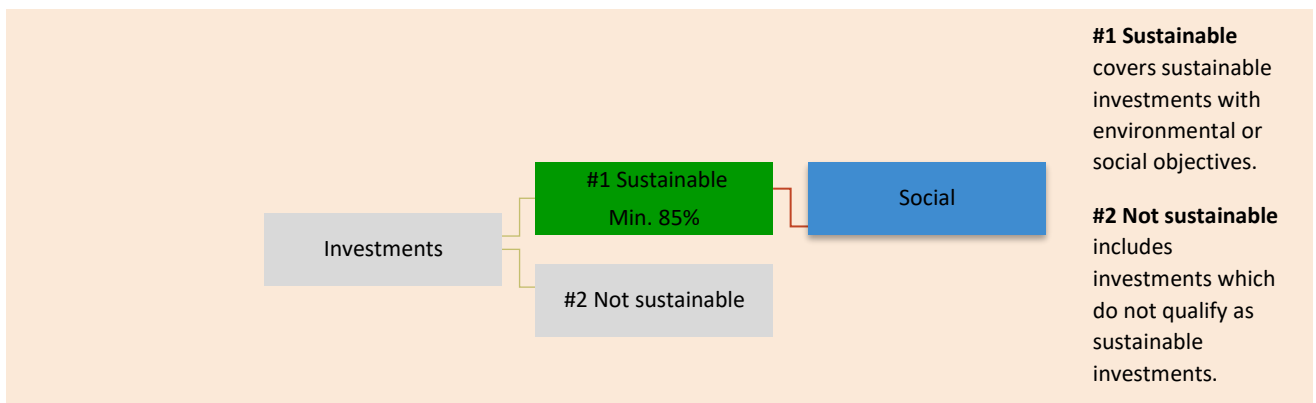 Investments
#1 Sustainable
Min. 85%
#2 Not sustainable
Social
#1 Sustainable
covers sustainable
investments with
environmental or
social objectives.
#2 Not sustainable
includes
investments which
do not qualify as
sustainable
investments.